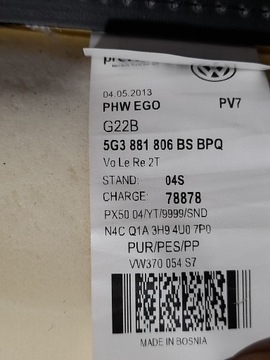 04.05.2013
PHW EGO PV7
G22B
5G3 881 806 BS BPQ
Vo Le Re 2T
STAND: 04S
CHARGE: 78878
PX50 04/YT/9999/SND
N4C Q1A 3H9 4U0 7P0
PUR/PES/PP
VW370 054 S7
MADE IN BOSNIA